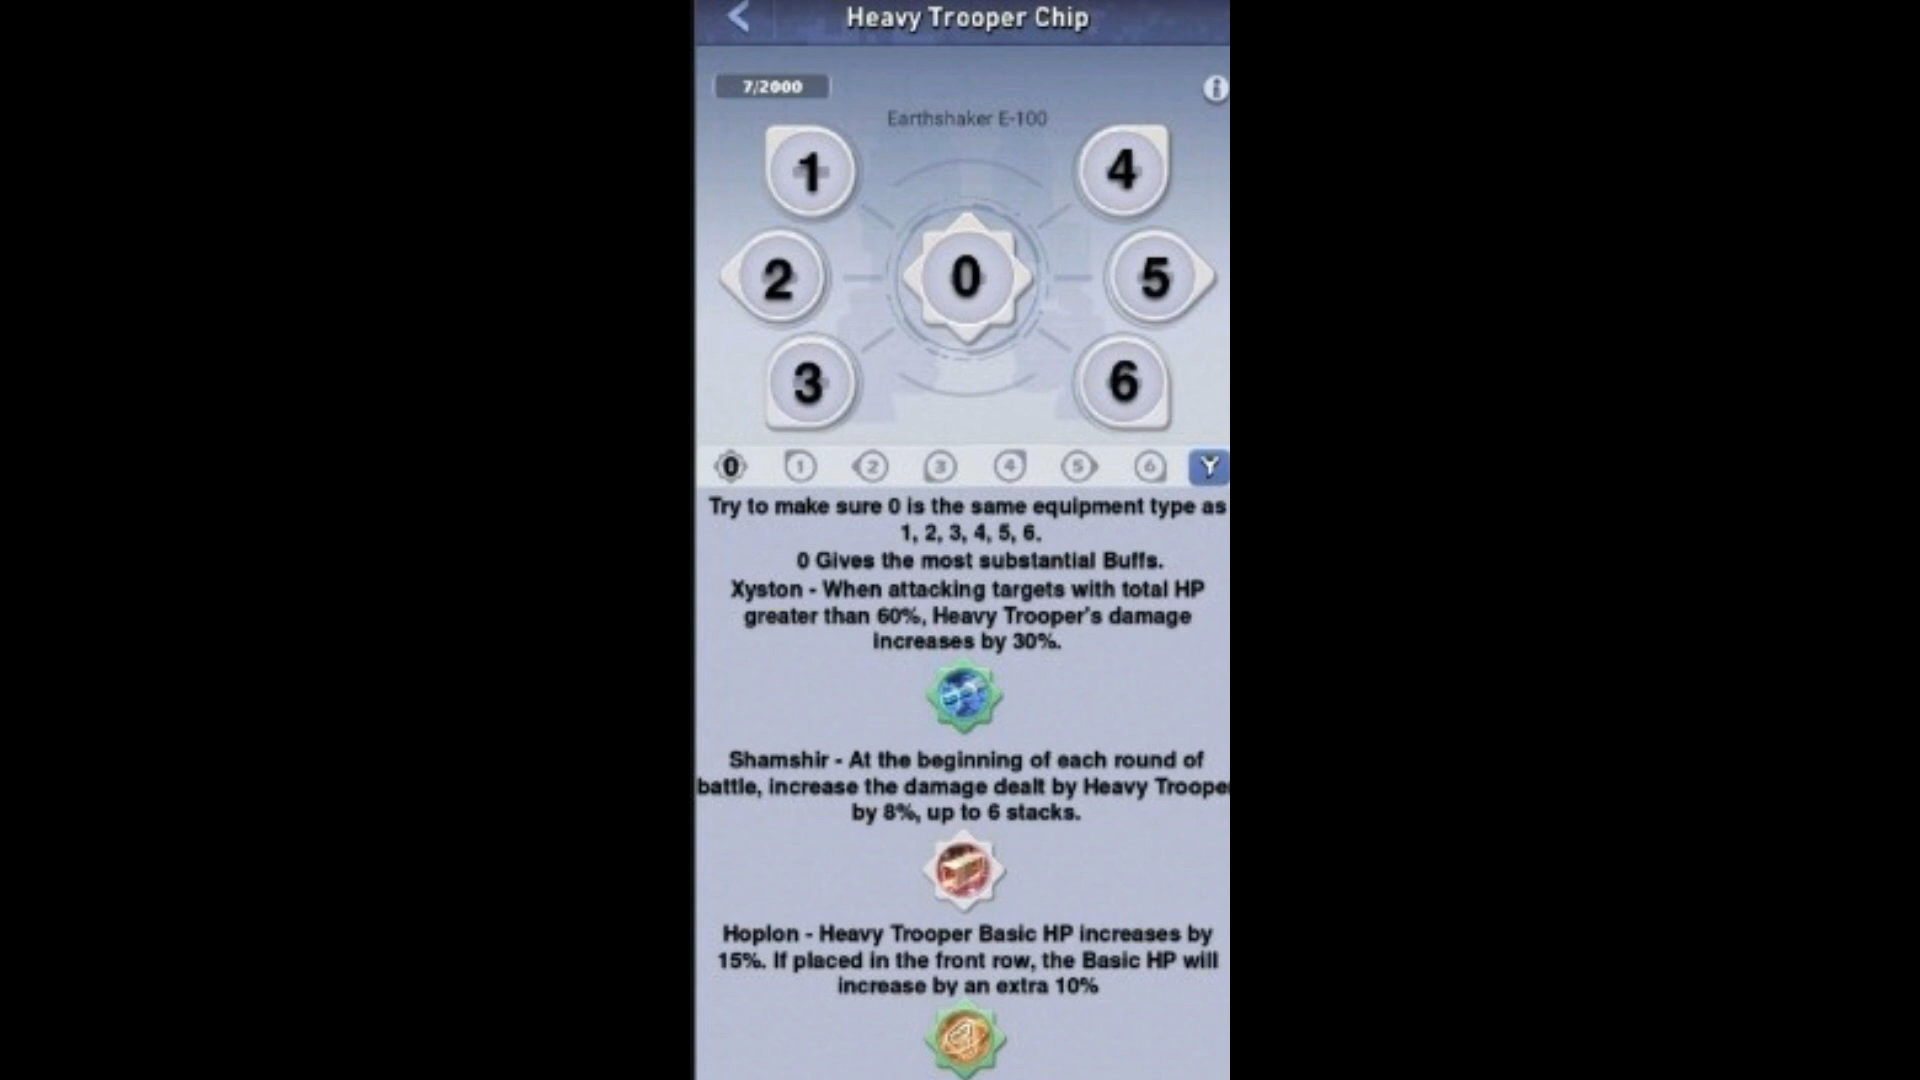 Heavy Trooper Chip
7/2000
Earthshaker E-100
1
4
2
0
5
3
6
0 1 2 3 4 5 6
Try to make sure 0 is the same equipment type as
1, 2, 3, 4, 5, 6.
0 Gives the most substantial Buffs.
Xyston - When attacking targets with total HP
greater than 60%, Heavy Trooper's damage
increases by 30%.
Shamshir - At the beginning of each round of
battle, increase the damage dealt by Heavy Trooper
by 8%, up to 6 stacks.
Hoplon - Heavy Trooper Basic HP increases by
15%. If placed in the front row, the Basic HP will
increase by an extra 10%